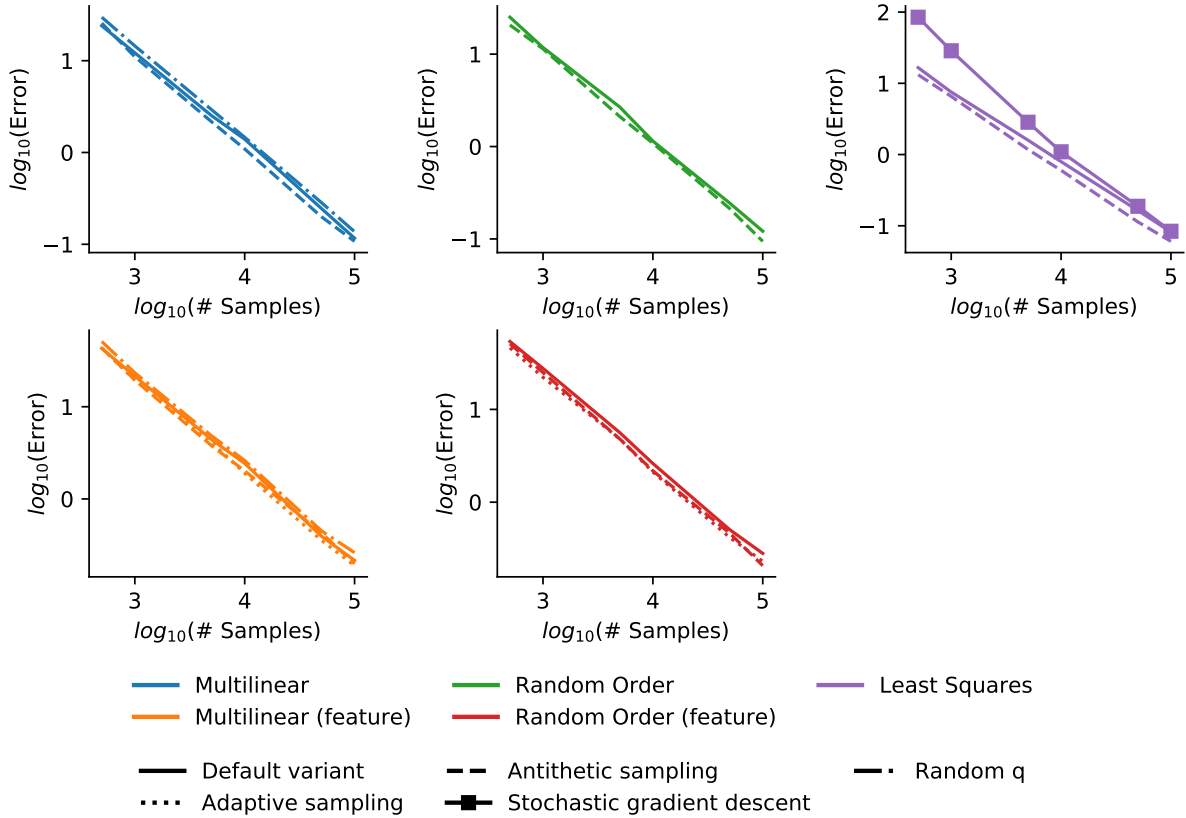 log10(Error)
1
0
−1
3 4 5
log10(# Samples)
log10(Error)
1
0
−1
3 4 5
log10(# Samples)
log10(Error)
2
1
0
−1
3 4 5
log10(# Samples)
log10(Error)
1
0
3 4 5
log10(# Samples)
log10(Error)
1
0
3 4 5
log10(# Samples)
Multilinear
Random Order
Least Squares
Multilinear (feature)
Random Order (feature)
Default variant
Antithetic sampling
Random q
Adaptive sampling
Stochastic gradient descent